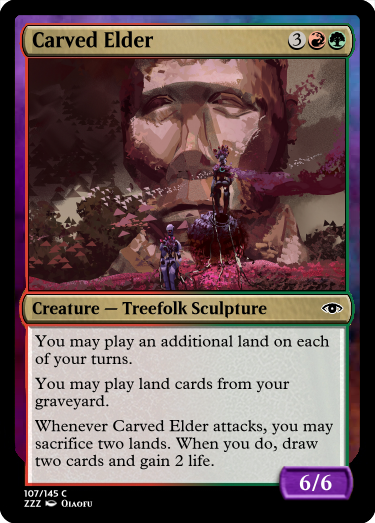 Carved Elder 3
Creature — Treefolk Sculpture
You may play an additional land on each
of your turns.
You may play land cards from your
graveyard.
Whenever Carved Elder attacks, you may
sacrifice two lands. When you do, draw
two cards and gain 2 life.
6/6
107/145 C
ZZZ Qiaofu